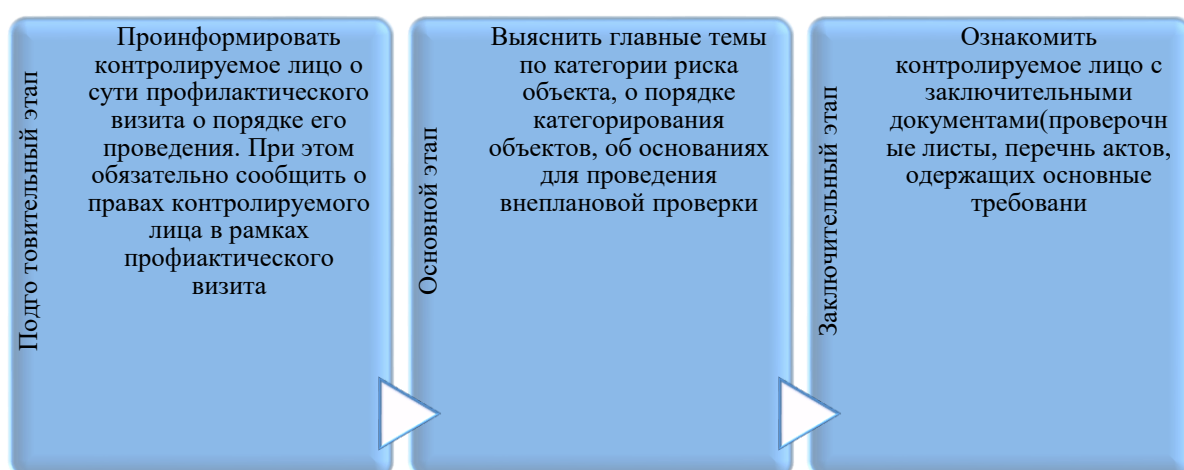 Подго товительный этап
Проинформировать
контролируемое лицо о
сути профилактического
визита о порядке его
проведения. При этом
обязательно сообщить о
правах контролируемого
лица в рамках
профиактического
визита
Основной этап
Выяснить главные темы
по категории риска
объекта, о порядке
категорирования
объектов, об основаниях
для проведения
внеплановой проверки
Заключительный этап
Ознакомить
контролируемое лицо с
заключительными
документами(проверочн
ые листы, перечнь актов,
одержащих основные
требовани